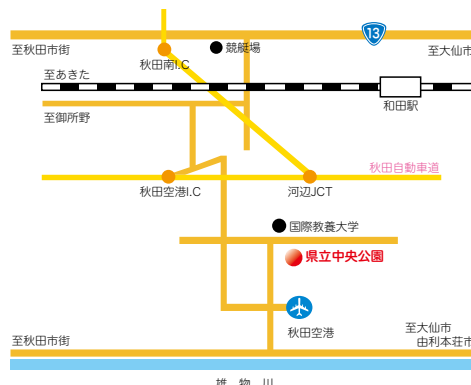 13
至秋田市街
競艇場
至大仙市
秋田南I.C
至あきた
和田駅
至御所野
秋田自動車道
秋田空港I.C
河辺JCT
国際教養大学
県立中央公園
秋田空港
至秋田市街
至大仙市
由利本荘市
雄物川